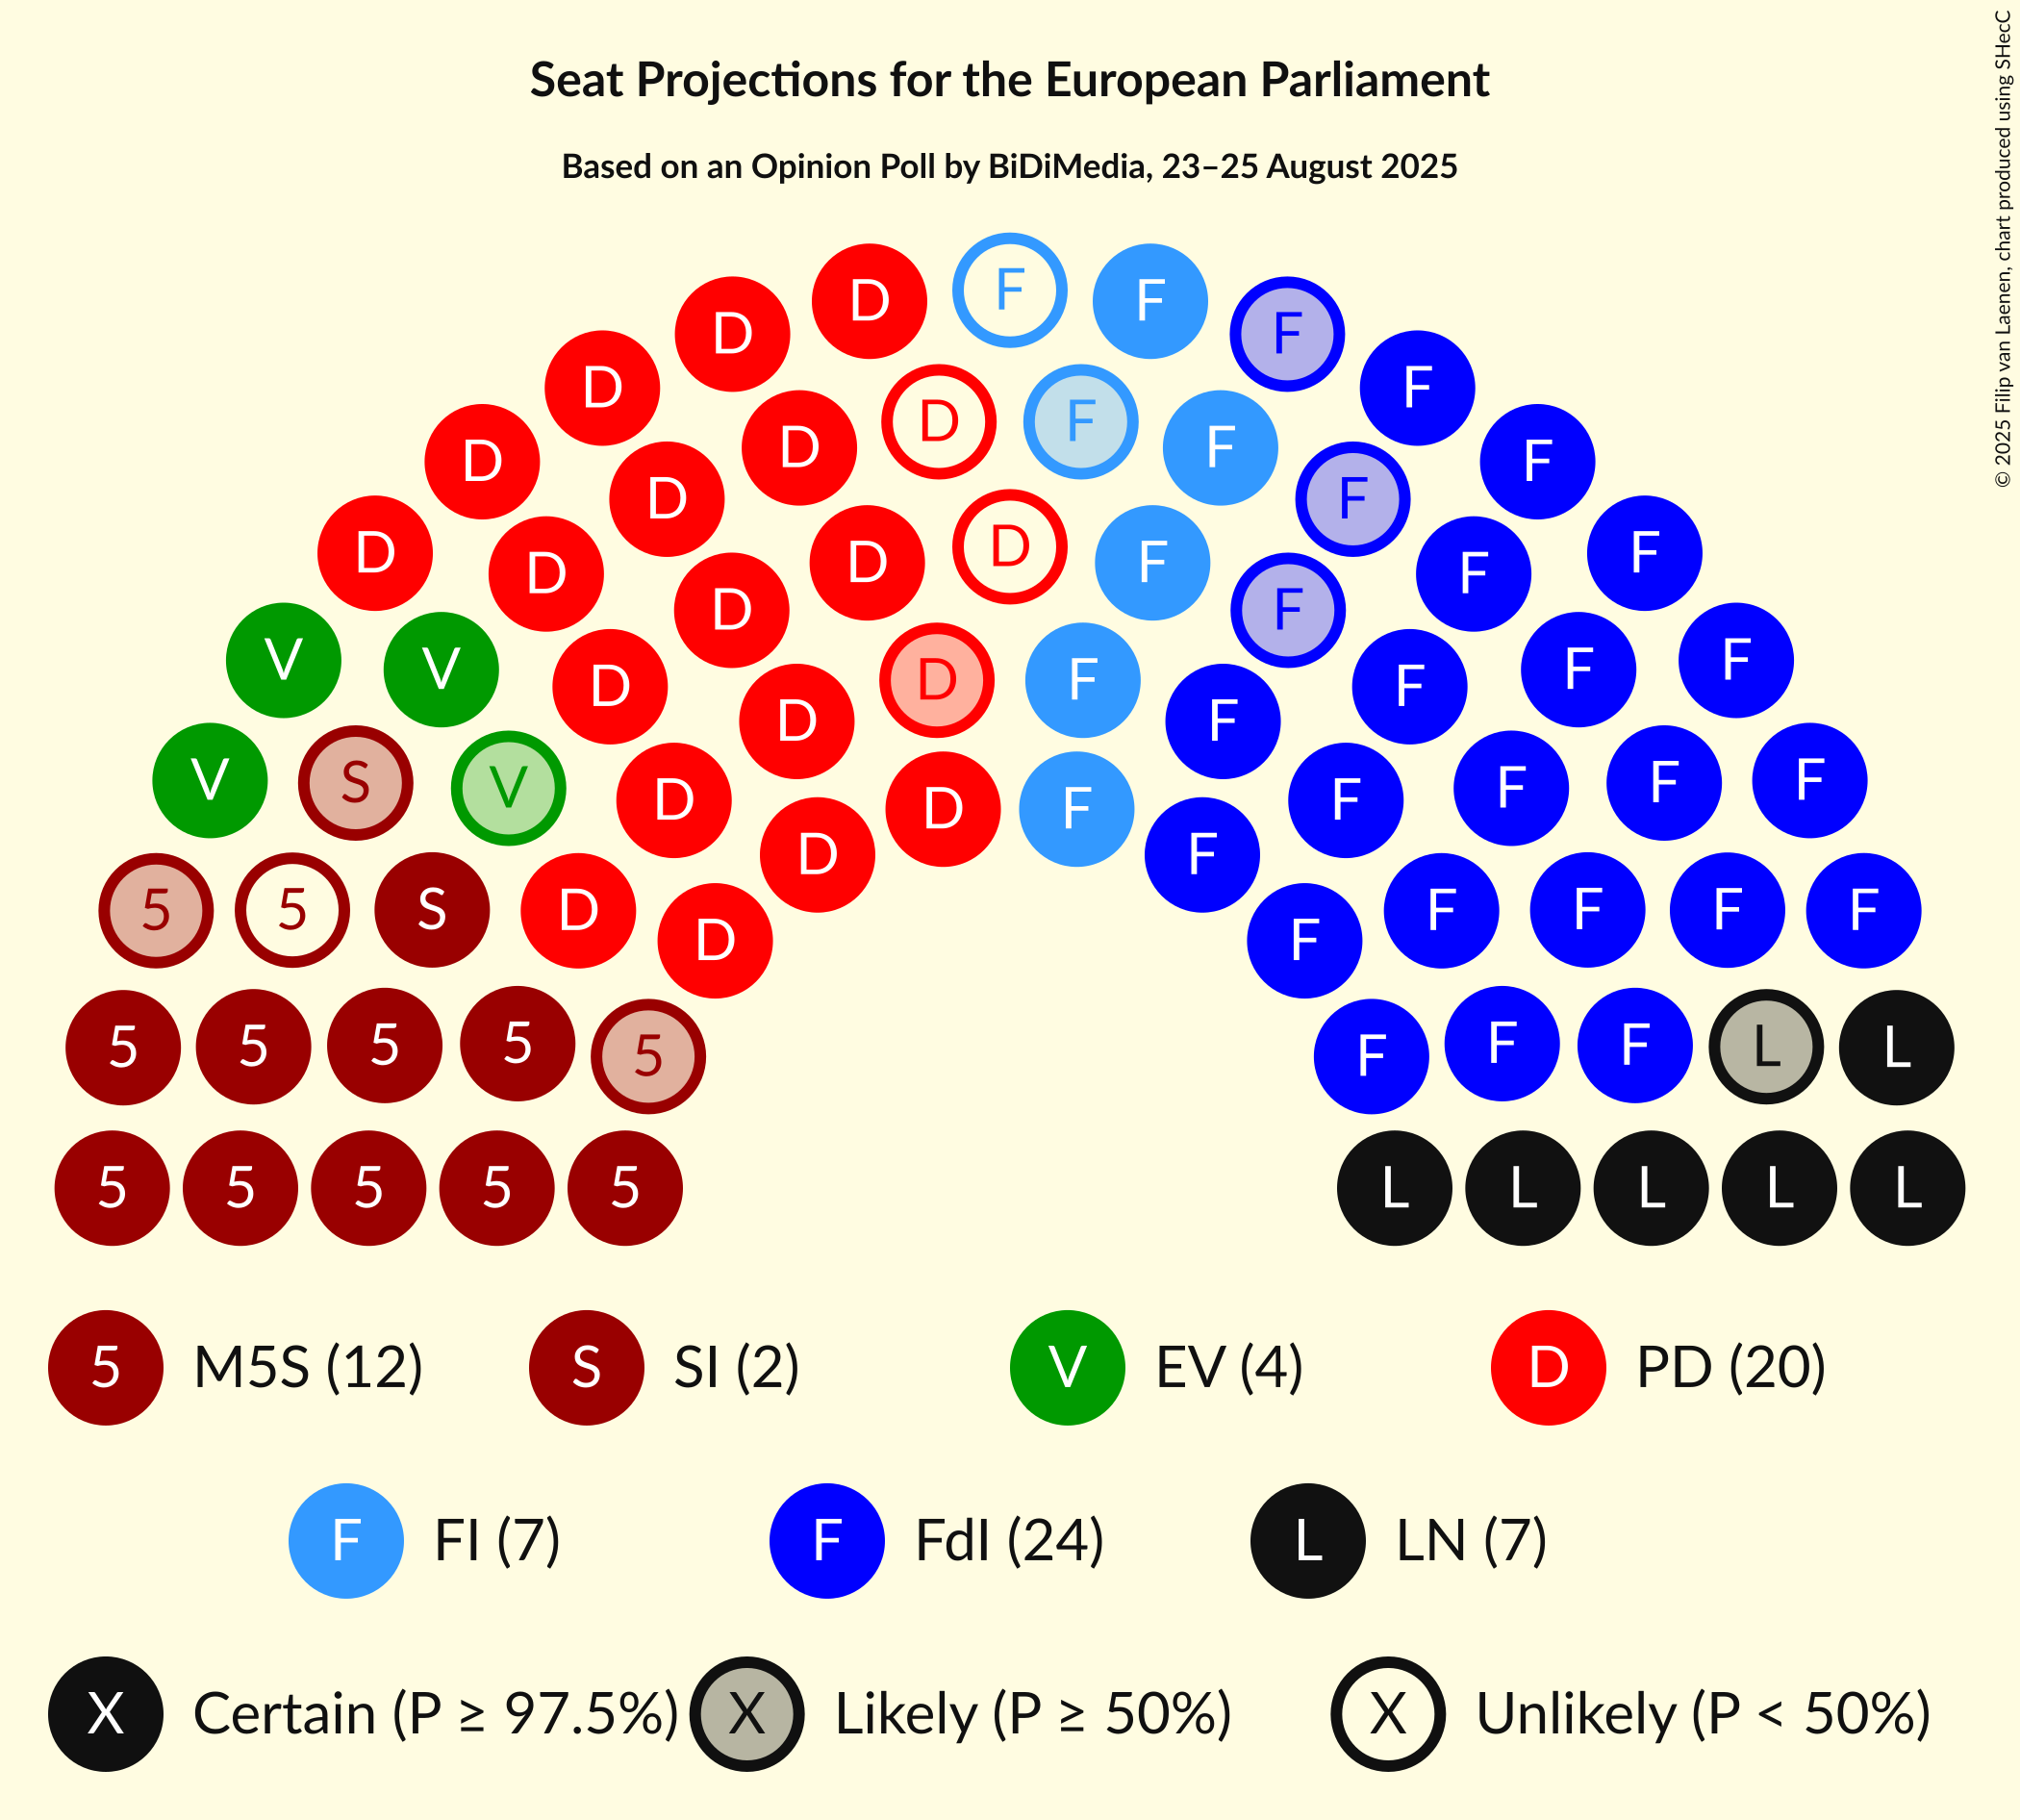 Seat Projections for the European Parliament
Based on an Opinion Poll by BiDiMedia, 23–25 August 2025
© 2025 Filip van Laenen, chart produced using SHecC
D F F
D F
D D D F F
D D F F
D D D F F F
D D F
V V D D F F F
D D F F F
V S V D D F F F F F
D F
5 5 S D D F F F F F
5 5 5 5 5 F F F L L
5 5 5 5 5 L L L L L
5 M5S (12) S SI (2) V EV (4) D PD (20)
F FI (7) F FdI (24) L LN (7)
X Certain (P ≥ 97.5%) X Likely (P ≥ 50%) X Unlikely (P < 50%)